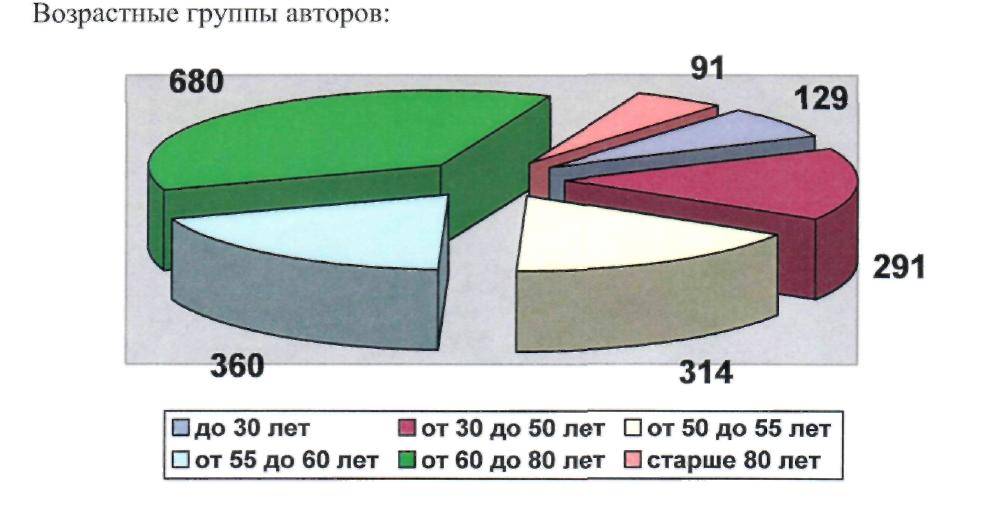 Возрастные группы авторов:
680
91
129
291
360
314
до 30 лет от 30 до 50 лет от 50 до 55 лет
от 55 до 60 лет от 60 до 80 лет старше 80 лет